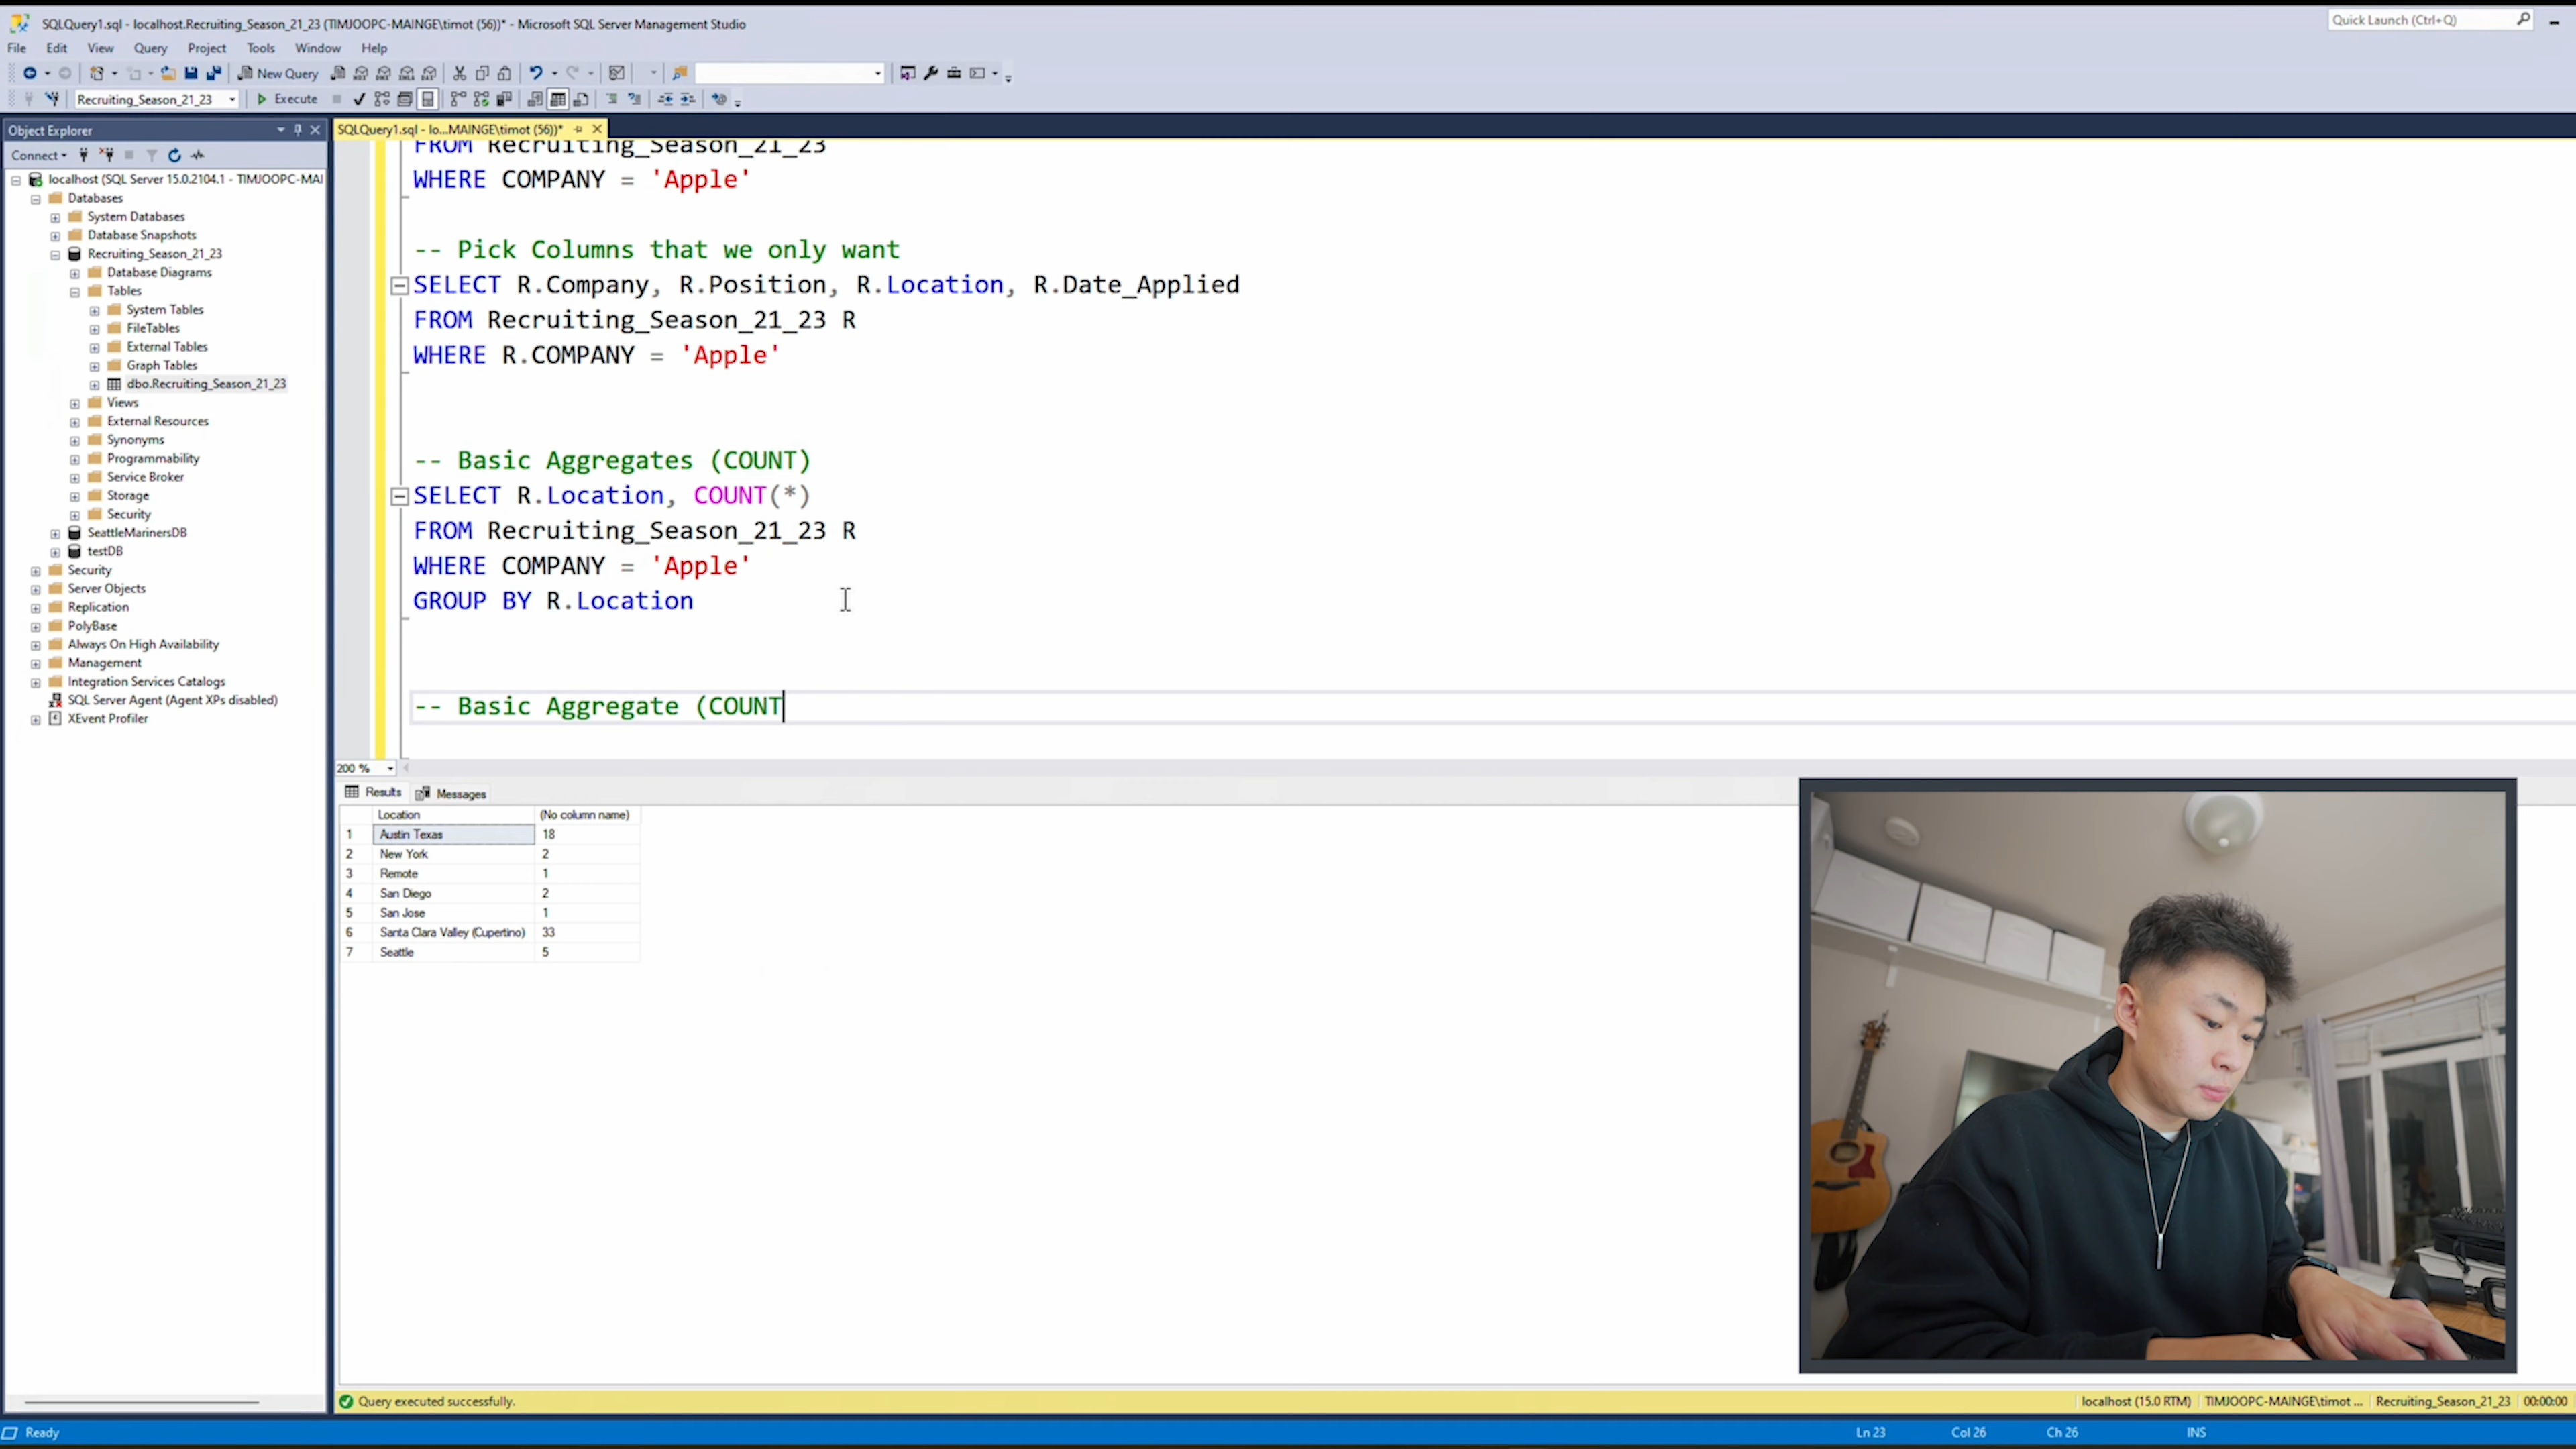 SQLQuery1.sql - localhost.Recruiting_Season_21_23 (TIMJOOPC-MAINGE\timot (56))* - Microsoft SQL Server Management Studio
Quick Launch (Ctrl+Q)
File Edit View Query Project Tools Window Help
New Query
Recruiting_Season_21_23 Execute
Object Explorer
Connect
localhost (SQL Server 15.0.2104.1 - TIMJOOPC-MAI
Databases
System Databases
Database Snapshots
Recruiting_Season_21_23
Database Diagrams
Tables
System Tables
FileTables
External Tables
Graph Tables
dbo.Recruiting_Season_21_23
Views
External Resources
Synonyms
Programmability
Service Broker
Storage
Security
SeattleMarinersDB
testDB
Security
Server Objects
Replication
PolyBase
Always On High Availability
Management
Integration Services Catalogs
SQL Server Agent (Agent XPs disabled)
XEvent Profiler
SQLQuery1.sql - lo...MAINGE\timot (56))*
FROM Recruiting_Season_21_23
WHERE COMPANY = 'Apple'
-- Pick Columns that we only want
SELECT R.Company, R.Position, R.Location, R.Date_Applied
FROM Recruiting_Season_21_23 R
WHERE R.COMPANY = 'Apple'
-- Basic Aggregates (COUNT)
SELECT R.Location, COUNT(*)
FROM Recruiting_Season_21_23 R
WHERE COMPANY = 'Apple'
GROUP BY R.Location
-- Basic Aggregate (COUNT
200 %
Results Messages
Location (No column name)
1 Austin Texas 18
2 New York 2
3 Remote 1
4 San Diego 2
5 San Jose 1
6 Santa Clara Valley (Cupertino) 33
7 Seattle 5
Query executed successfully.
localhost (15.0 RTM) TIMJOOPC-MAINGE\timot ... Recruiting_Season_21_23 00:00:00
Ready
Ln 23 Col 26 Ch 26 INS